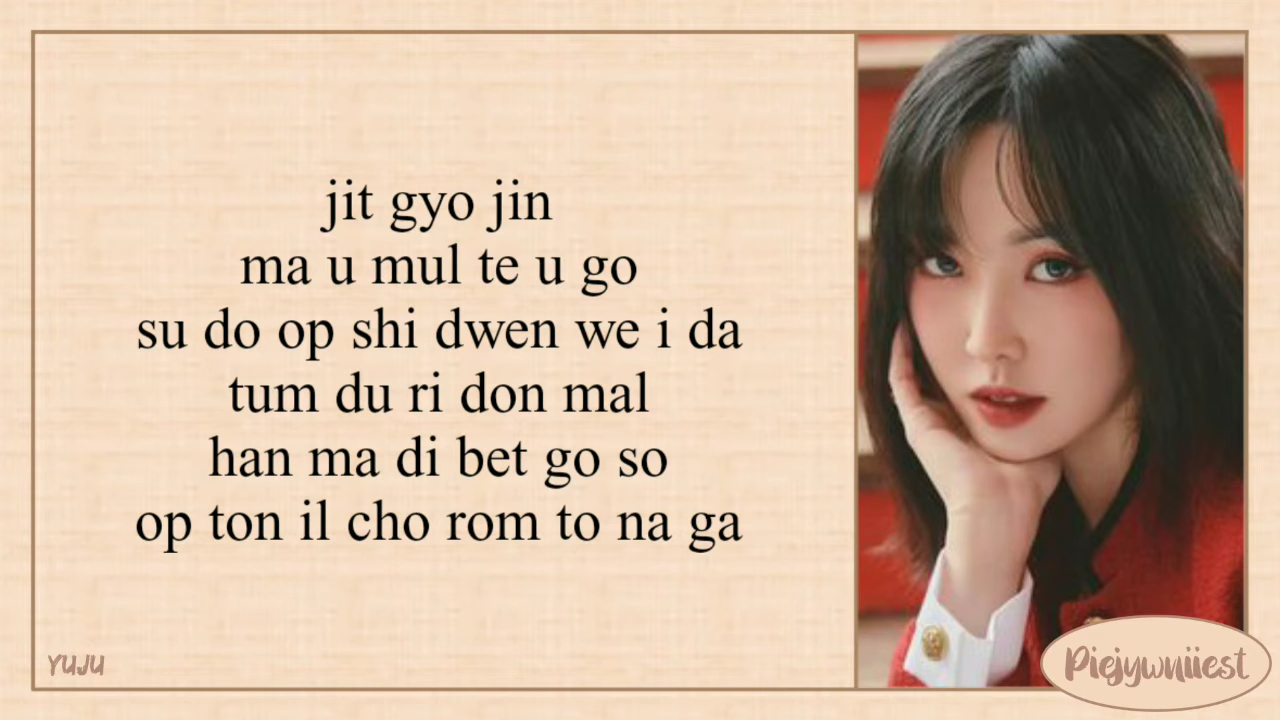 jit gyo jin
ma u mul te u go
su do op shi dwen we i da
tum du ri don mal
han ma di bet go so
op ton il cho rom to na ga
YUJU
Piejywniiest